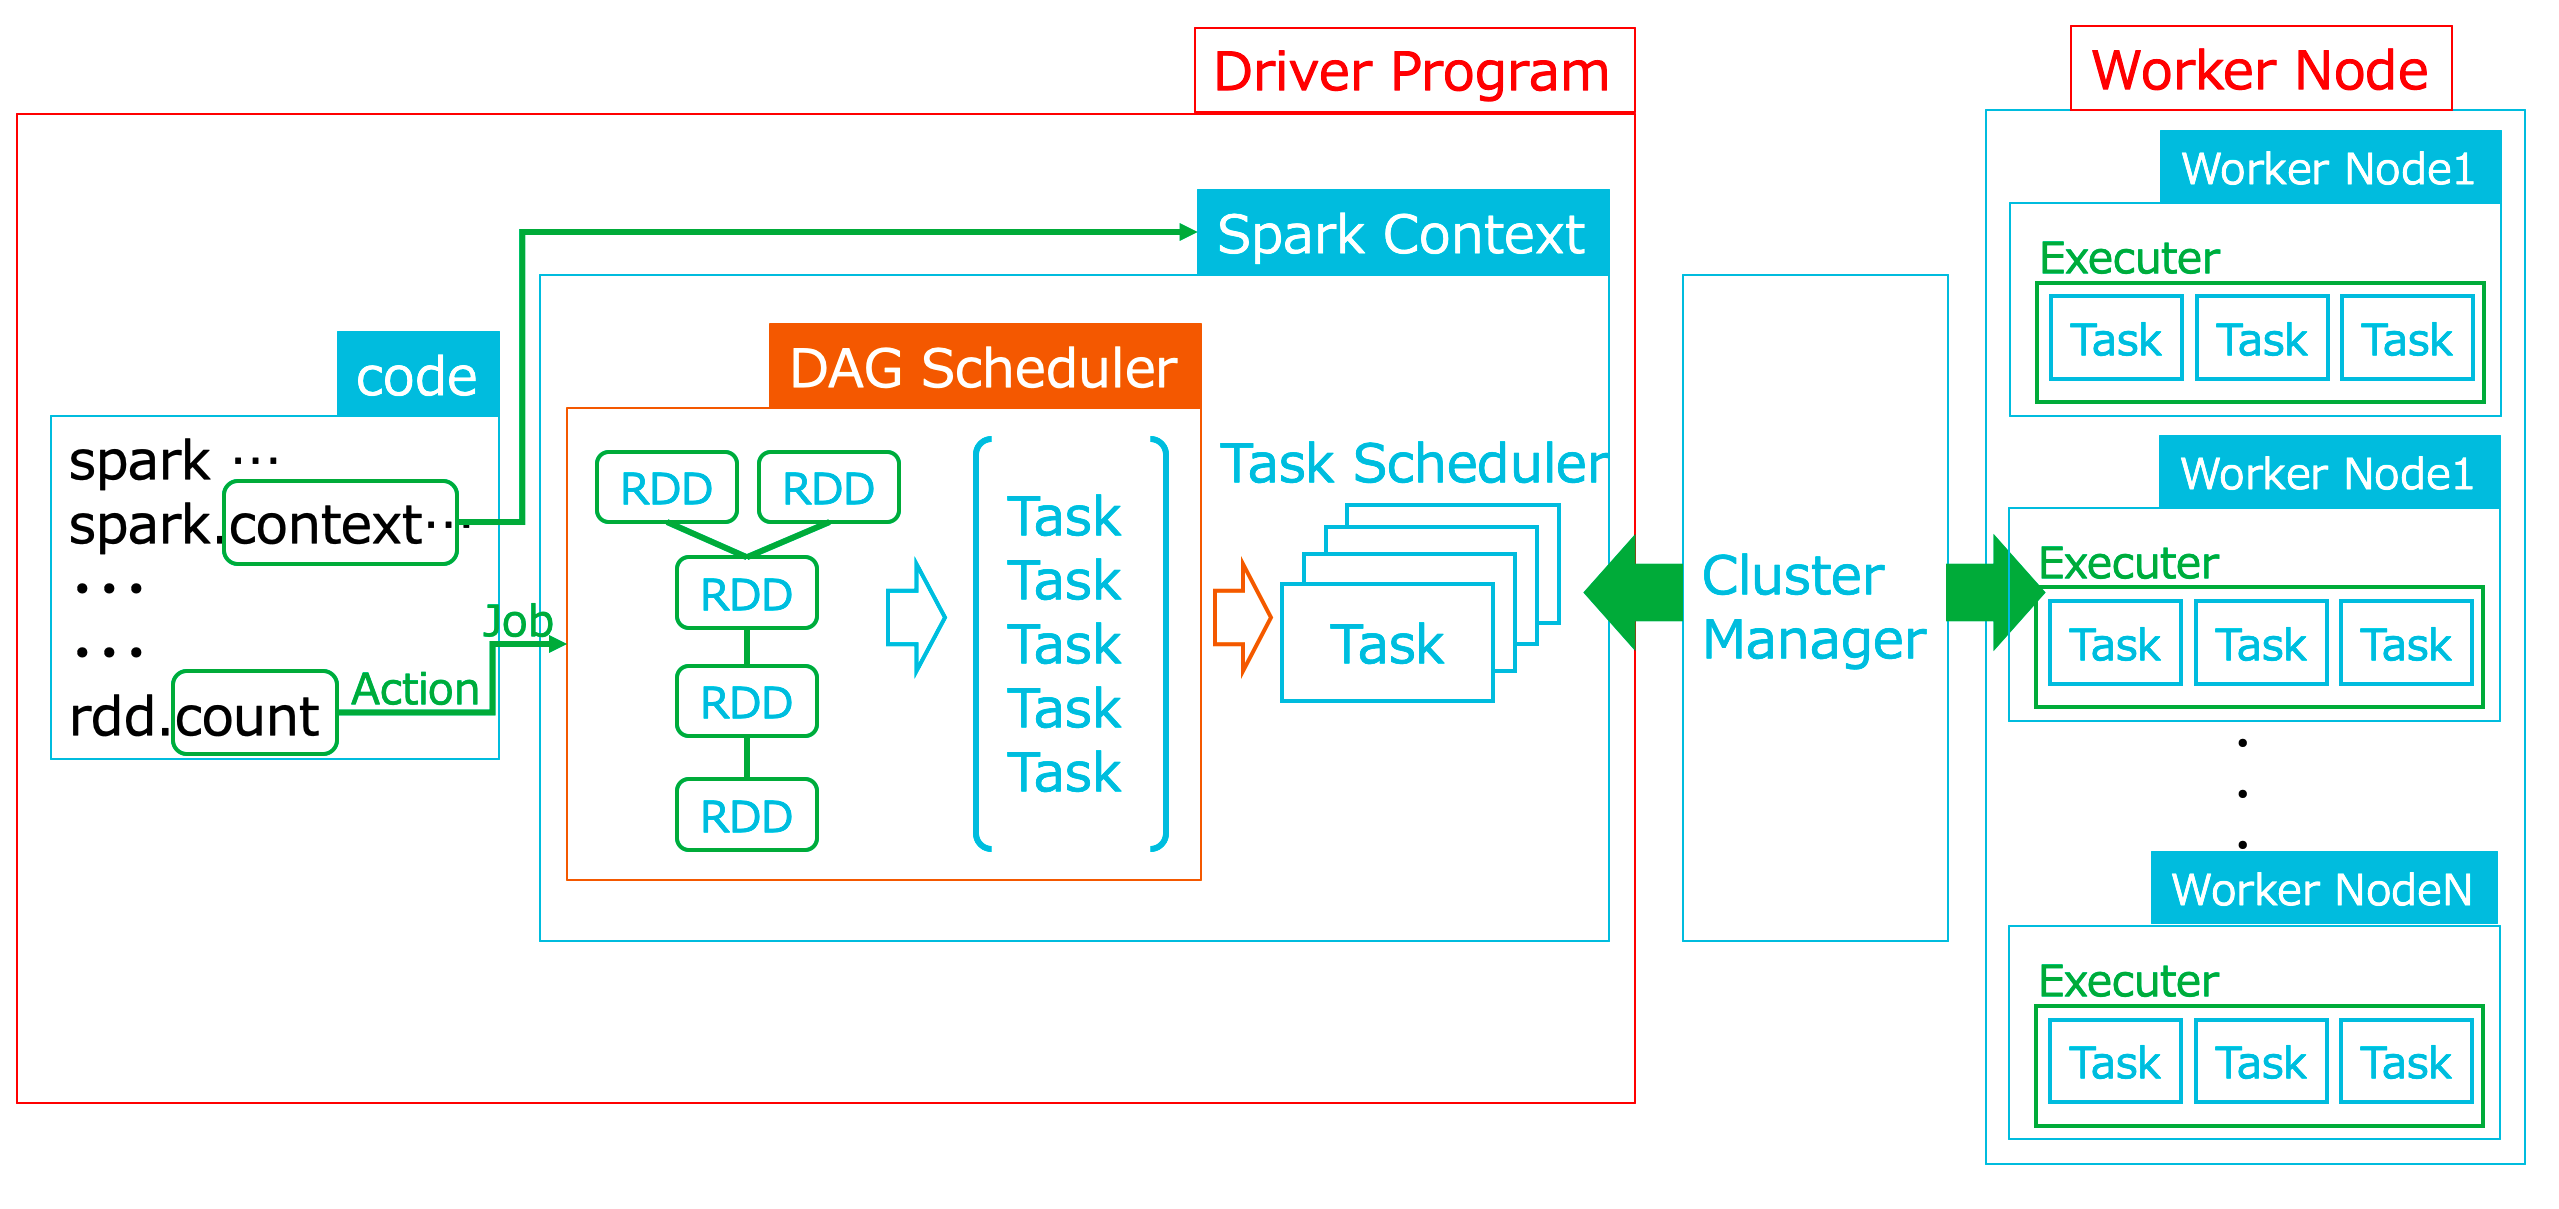 Driver Program
Worker Node
Spark Context
code
spark …
spark.context…
…
…
rdd.count
Action
Job
DAG Scheduler
RDD RDD
RDD
RDD
RDD
Task
Task
Task
Task
Task
Task Scheduler
Task
Cluster
Manager
Worker Node1
Executer
Task Task Task
Worker Node1
Executer
Task Task Task
.
.
.
Worker NodeN
Executer
Task Task Task